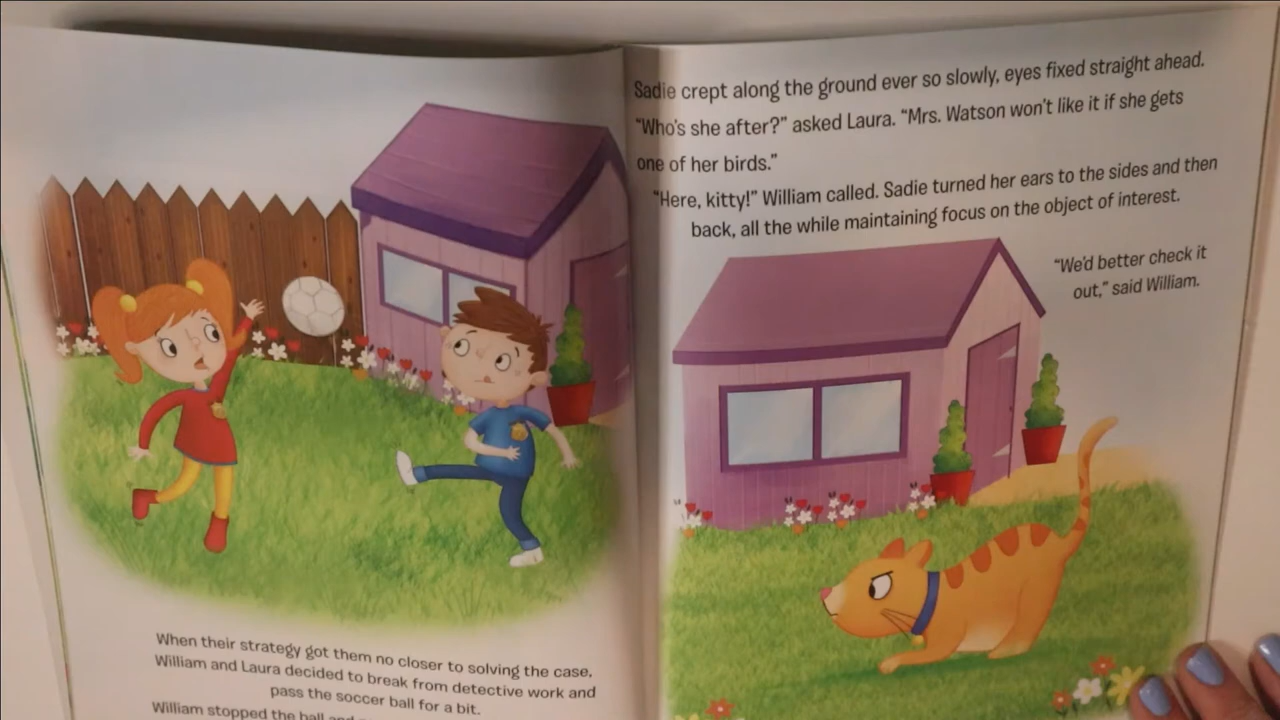 When their strategy got them no closer to solving the case,
William and Laura decided to break from detective work and
pass the soccer ball for a bit.
William stopped the ball and
Sadie crept along the ground ever so slowly, eyes fixed straight ahead.
"Who's she after?" asked Laura. "Mrs. Watson won't like it if she gets
one of her birds."
"Here, kitty!" William called. Sadie turned her ears to the sides and then
back, all the while maintaining focus on the object of interest.
"We'd better check it
out," said William.